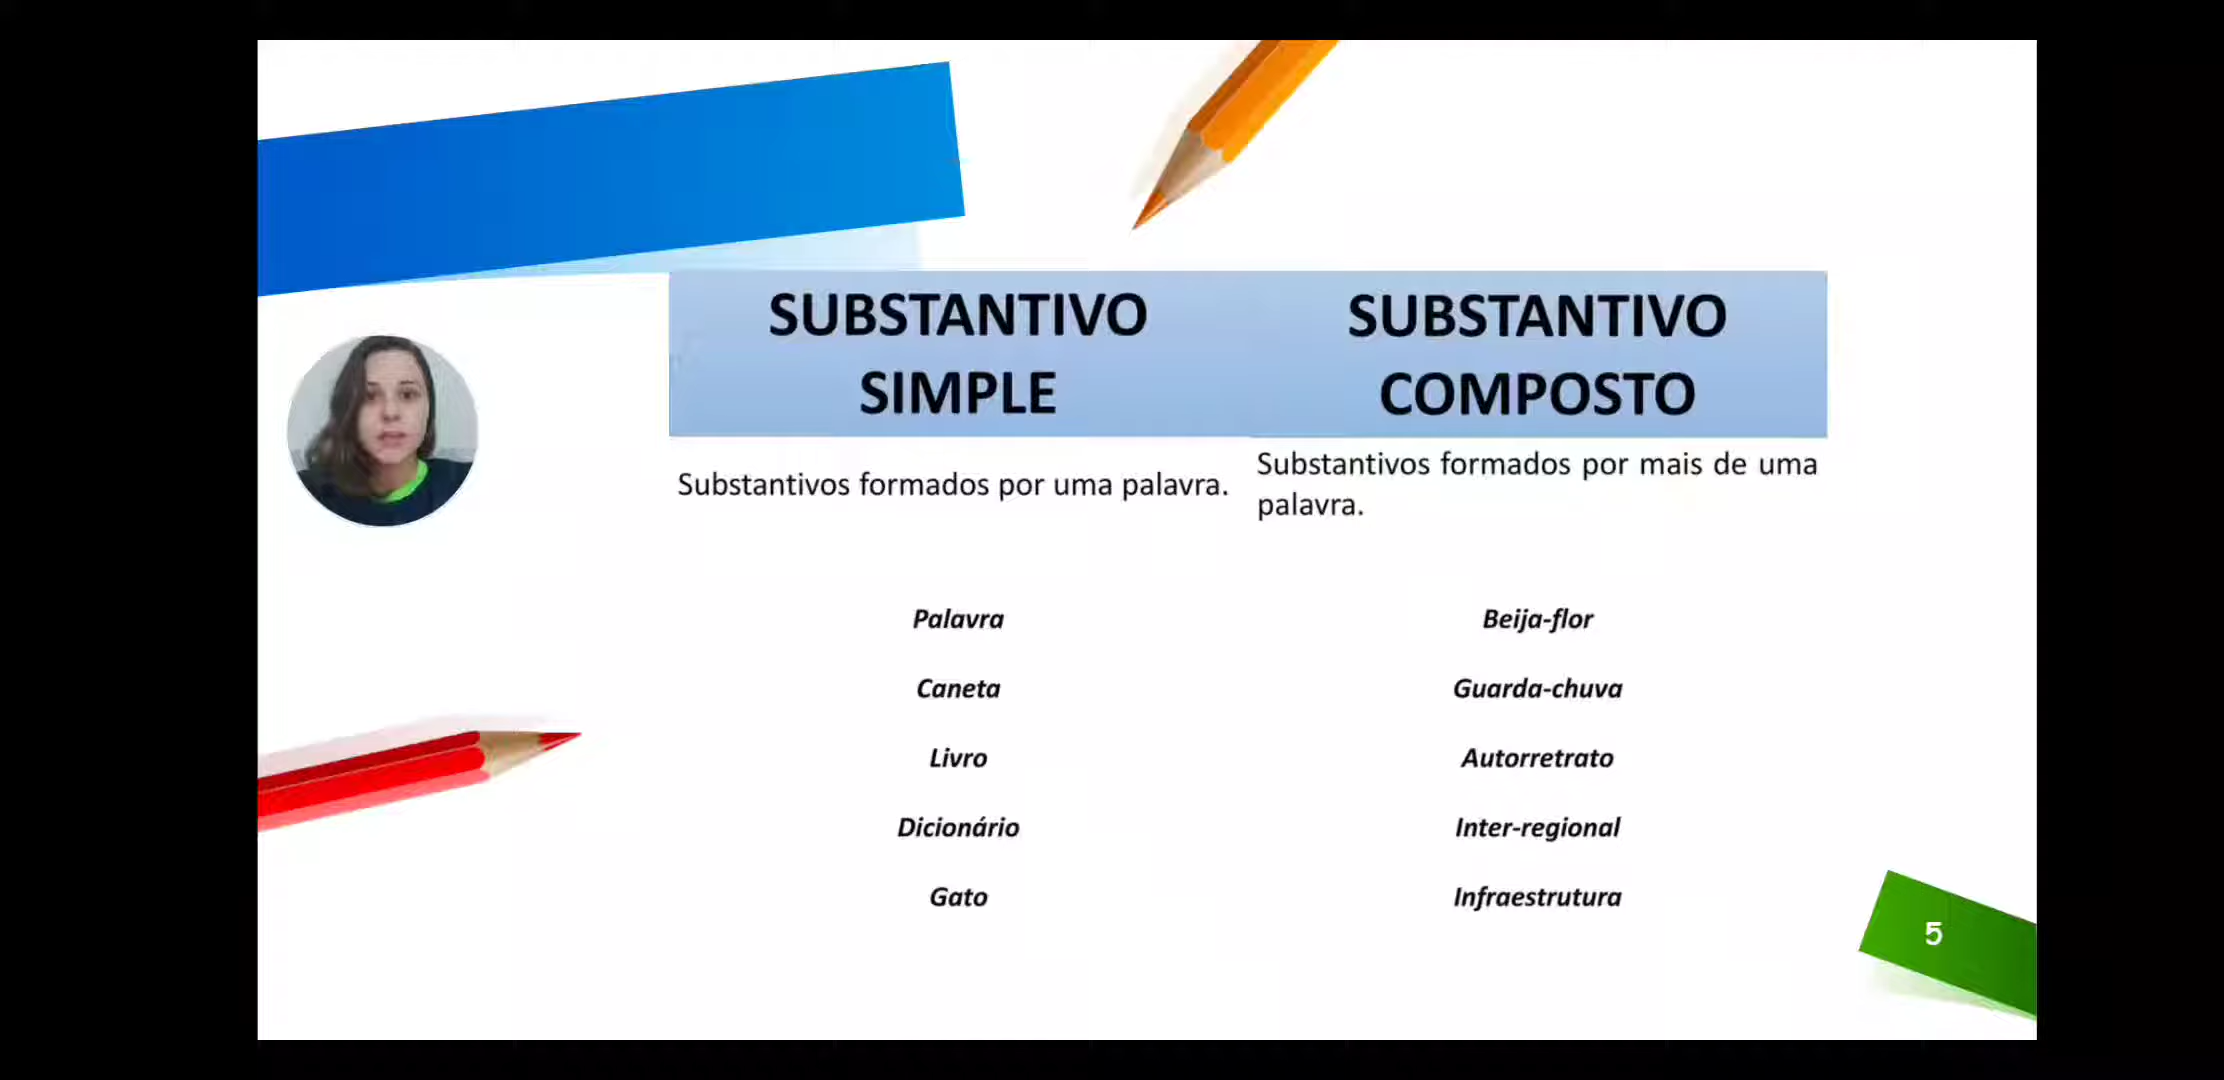 SUBSTANTIVO
SIMPLE
SUBSTANTIVO
COMPOSTO
Substantivos formados por uma palavra.
Substantivos formados por mais de uma
palavra.
Palavra
Beija-flor
Caneta
Guarda-chuva
Livro
Autorretrato
Dicionário
Inter-regional
Gato
Infraestrutura
5